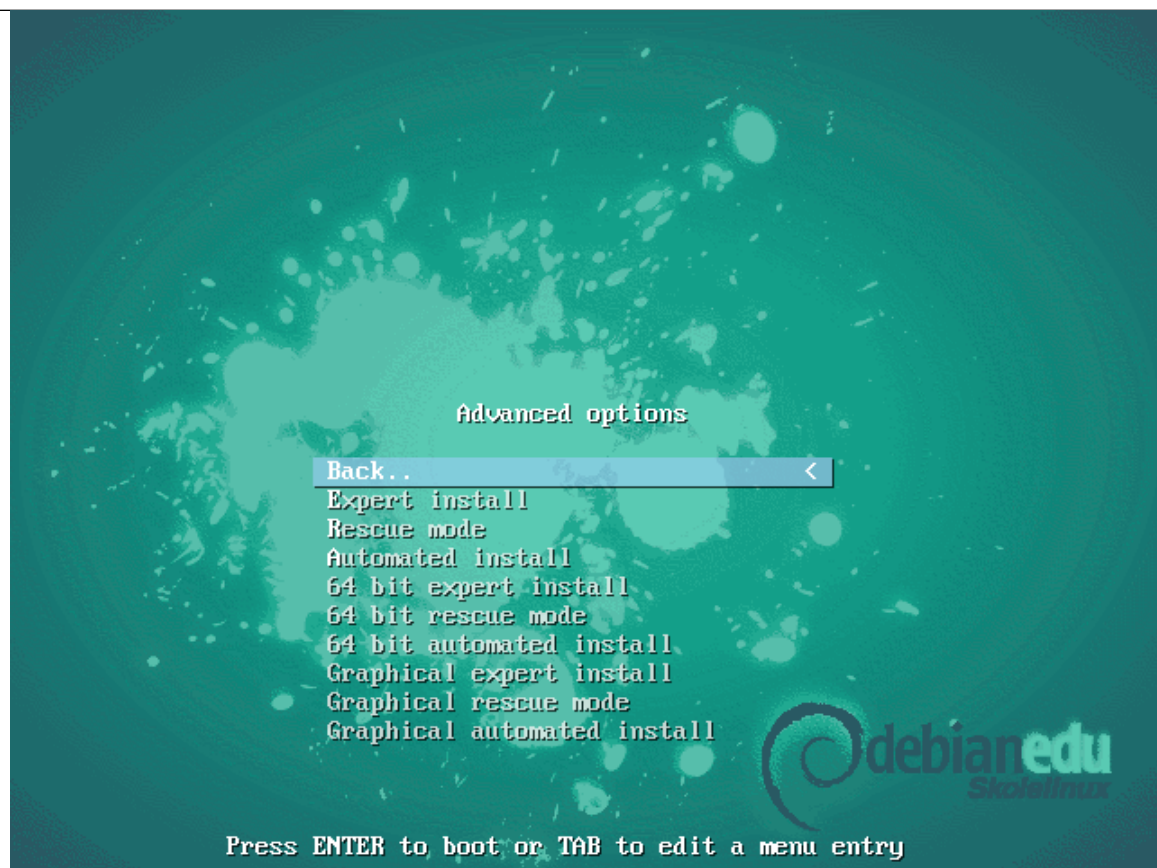 Advanced options
Back.. <
Expert install
Rescue mode
Automated install
64 bit expert install
64 bit rescue mode
64 bit automated install
Graphical expert install
Graphical rescue mode
Graphical automated install
debianedu
Skolelinux
Press ENTER to boot or TAB to edit a menu entry